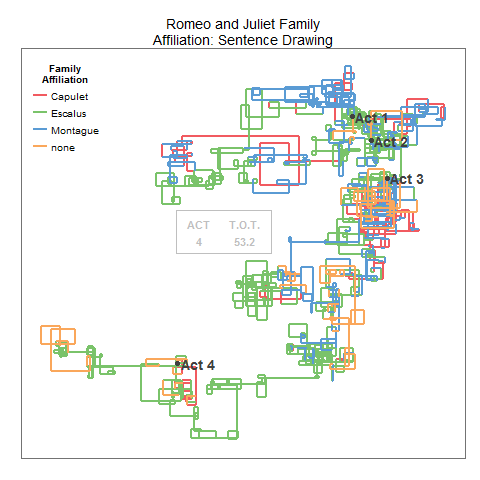 Romeo and Juliet Family
Affiliation: Sentence Drawing
Family
Affiliation
Capulet
Escalus
Montague
none
Act 1
Act 2
Act 3
ACT T.O.T.
4 53.2
Act 4